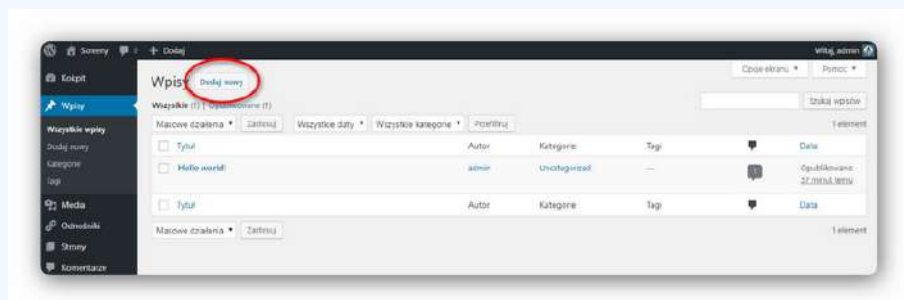 Screeny + Dodaj Witaj, admin
Kokpit
Wpisy
Wszystkie wpisy
Dodaj nowy
Kategorie
Tagi
Media
Odnośniki
Strony
Komentarze
Wpisy Dodaj nowy
Opcje ekranu Pomoc
Wszystkie (1) | Opublikowane (1)
Szukaj wpisów
Masowe działania Zastosuj Wszystkie daty Wszystkie kategorie Przefiltruj 1 element
Tytuł Autor Kategorie Tagi Data
Hello world! admin Uncategorized — 1 Opublikowano
37 minut temu
Tytuł Autor Kategorie Tagi Data
Masowe działania Zastosuj 1 element